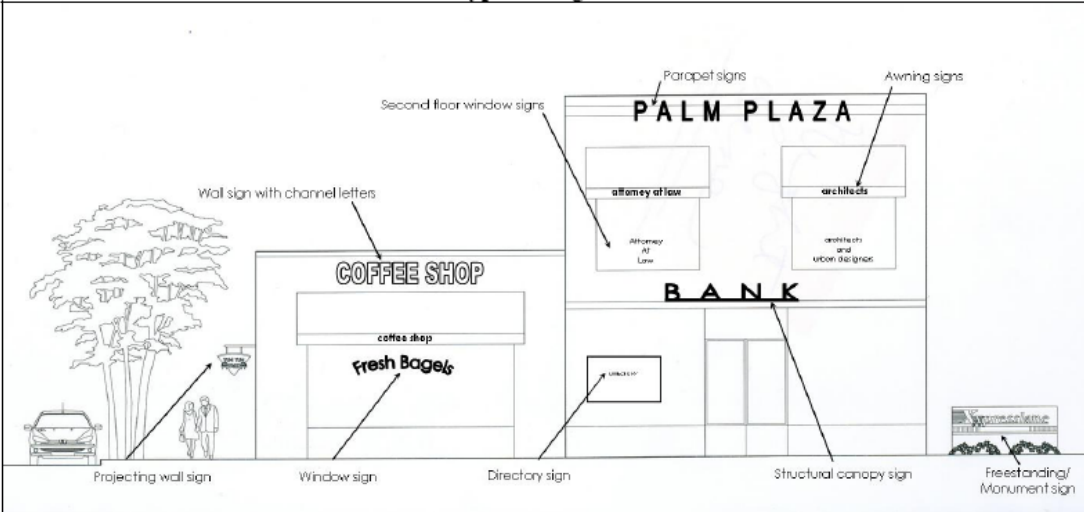 Parapet signs
Awning signs
Second floor window signs
PALM PLAZA
attorney at law
architects
Wall sign with channel letters
Attorney
At
Law
architects
and
urban designers
COFFEE SHOP
BANK
coffee shop
Fresh Bagels
Xpresslane
Projecting wall sign
Window sign
Directory sign
Structural canopy sign
Freestanding/
Monument sign